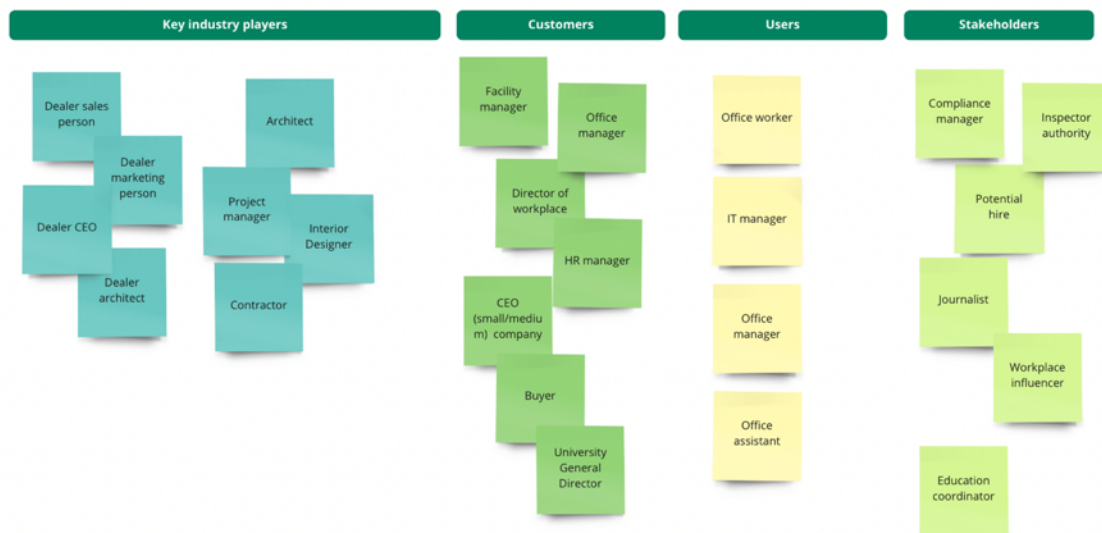 Key industry players
Customers
Users
Stakeholders
Dealer sales
person
Dealer
marketing
person
Dealer CEO
Dealer
architect
Architect
Project
manager
Interior
Designer
Contractor
Facility
manager
Office
manager
Director of
workplace
HR manager
CEO
(small/mediu
m) company
Buyer
University
General
Director
Office worker
IT manager
Office
manager
Office
assistant
Compliance
manager
Inspector
authority
Potential
hire
Journalist
Workplace
influencer
Education
coordinator